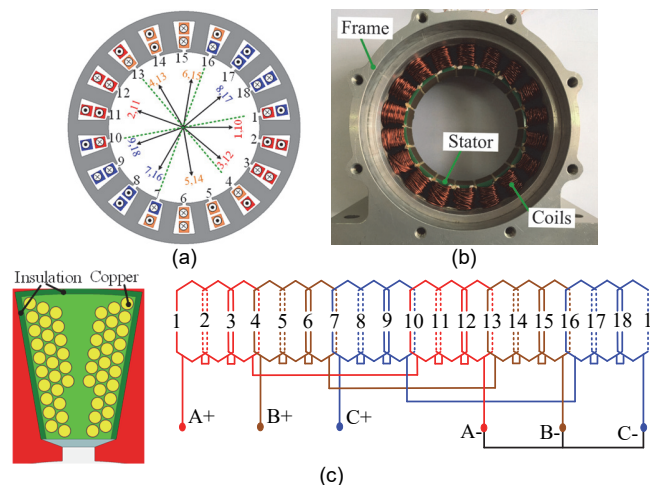 15
14 16
13 4,13 6,15 17
12 8,17 18
2,11
11 1
1,10
10 2
9,18
9 3,12 3
7,16
8 5,14 4
7 6 5
(a)
Frame
Stator
Coils
(b)
Insulation Copper
1 2 3 4 5 6 7 8 9 10 11 12 13 14 15 16 17 18 1
A+ B+ C+ A- B- C-
(c)